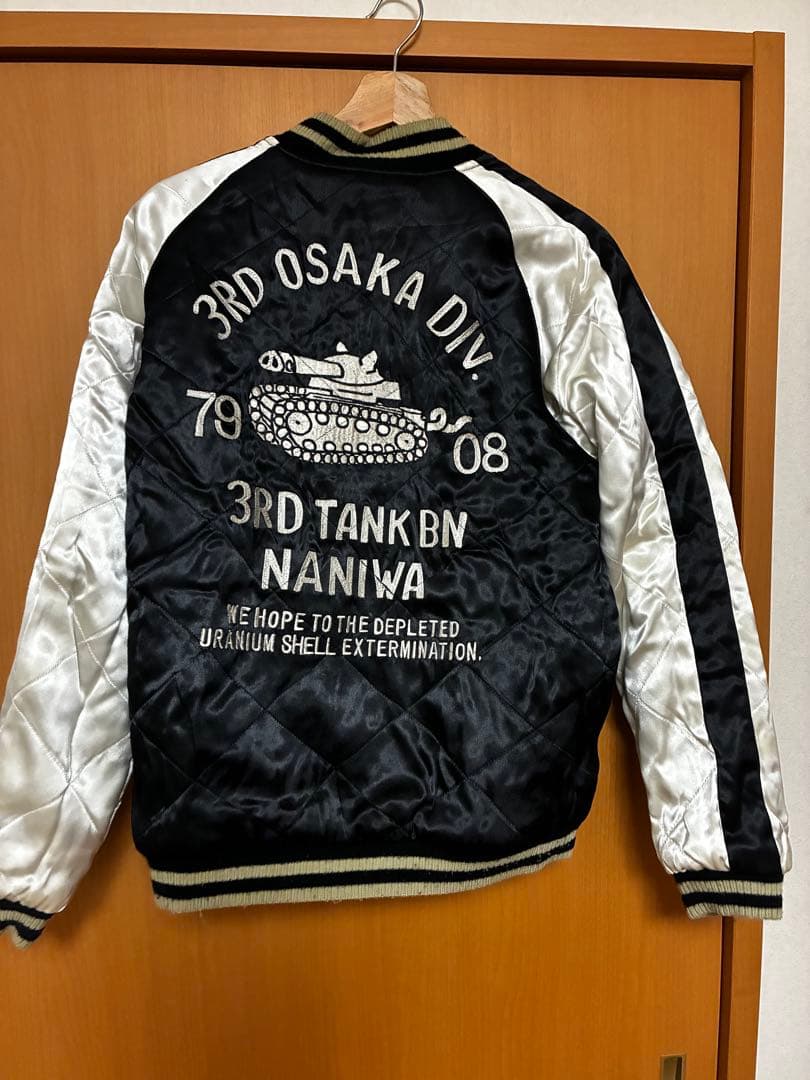 3RD OSAKA DIV.
79 08
3RD TANK BN
NANIWA
WE HOPE TO THE DEPLETED
URANIUM SHELL EXTERMINATION.